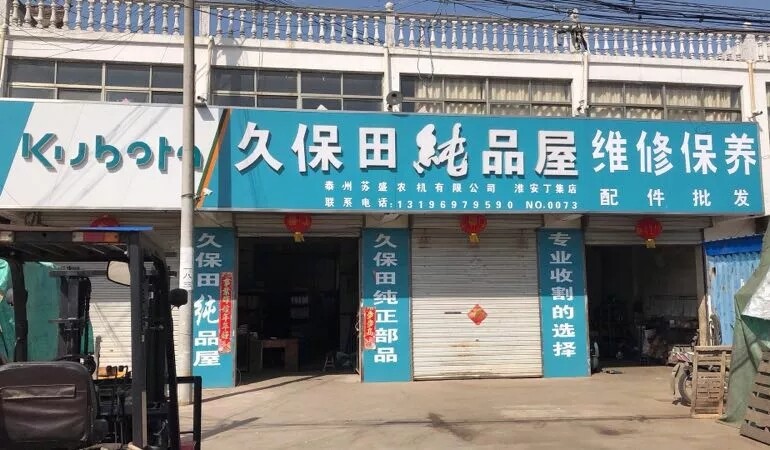 Kubota
久保田纯品屋
维修保养
泰州苏盛农机有限公司 淮安丁集店
联系电话:13196979590 NO.0073
配件批发
久保田纯品屋
久保田纯正部品
专业收割的选择